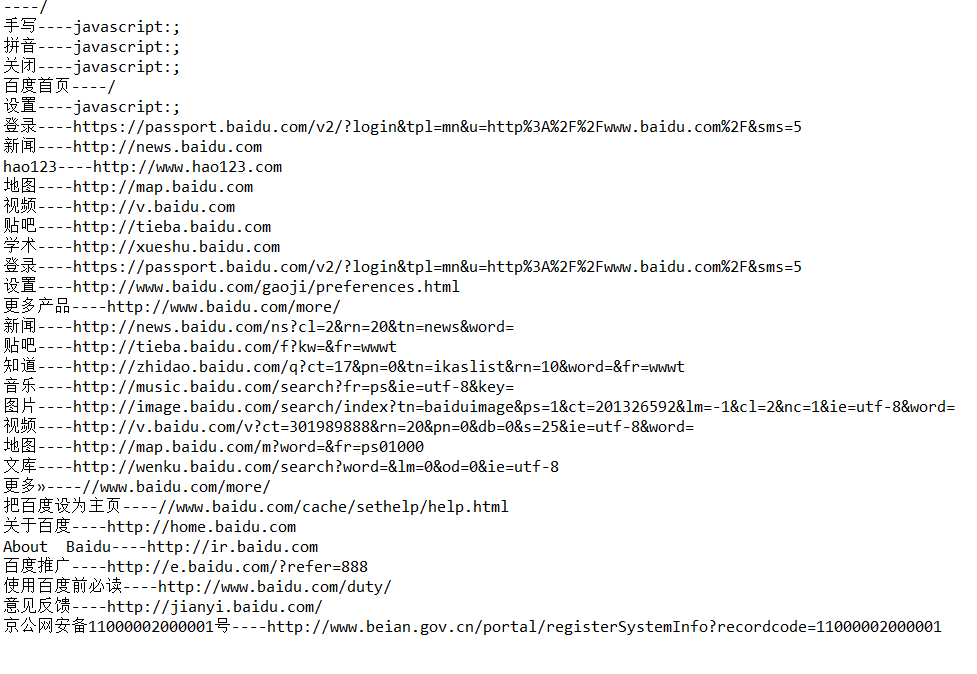 ----/
手写----javascript:;
拼音----javascript:;
关闭----javascript:;
百度首页----/
设置----javascript:;
登录----https://passport.baidu.com/v2/?login&tpl=mn&u=http%3A%2F%2Fwww.baidu.com%2F&sms=5
新闻----http://news.baidu.com
hao123----http://www.hao123.com
地图----http://map.baidu.com
视频----http://v.baidu.com
贴吧----http://tieba.baidu.com
学术----http://xueshu.baidu.com
登录----https://passport.baidu.com/v2/?login&tpl=mn&u=http%3A%2F%2Fwww.baidu.com%2F&sms=5
设置----http://www.baidu.com/gaoji/preferences.html
更多产品----http://www.baidu.com/more/
新闻----http://news.baidu.com/ns?cl=2&rn=20&tn=news&word=
贴吧----http://tieba.baidu.com/f?kw=&fr=wwwt
知道----http://zhidao.baidu.com/q?ct=17&pn=0&tn=ikaslist&rn=10&word=&fr=wwwt
音乐----http://music.baidu.com/search?fr=ps&ie=utf-8&key=
图片----http://image.baidu.com/search/index?tn=baiduimage&ps=1&ct=201326592&lm=-1&cl=2&nc=1&ie=utf-8&word=
视频----http://v.baidu.com/v?ct=301989888&rn=20&pn=0&db=0&s=25&ie=utf-8&word=
地图----http://map.baidu.com/m?word=&fr=ps01000
文库----http://wenku.baidu.com/search?word=&lm=0&od=0&ie=utf-8
更多»----//www.baidu.com/more/
把百度设为主页----//www.baidu.com/cache/sethelp/help.html
关于百度----http://home.baidu.com
About  Baidu----http://ir.baidu.com
百度推广----http://e.baidu.com/?refer=888
使用百度前必读----http://www.baidu.com/duty/
意见反馈----http://jianyi.baidu.com/
京公网安备11000002000001号----http://www.beian.gov.cn/portal/registerSystemInfo?recordcode=11000002000001